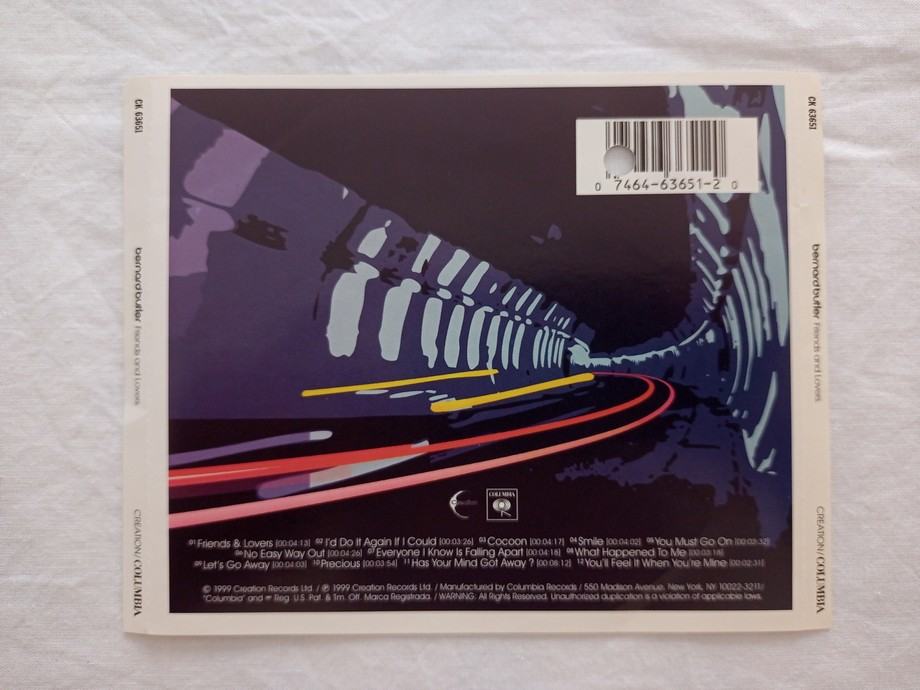 CK 63651
bernard butler Friends and Lovers
CREATION/COLUMBIA
0 7464-63651-2 0
Creation
COLUMBIA
01 Friends & Lovers [00:04:13] 02 I'd Do It Again If I Could [00:03:26] 03 Cocoon [00:04:17] 04 Smile [00:04:02] 05 You Must Go On [00:03:32]
06 No Easy Way Out [00:04:26] 07 Everyone I Know Is Falling Apart [00:04:18] 08 What Happened To Me [00:03:18]
09 Let's Go Away [00:04:03] 10 Precious [00:03:54] 11 Has Your Mind Got Away ? [00:08:12] 12 You'll Feel It When You're Mine [00:02:31]
© 1999 Creation Records Ltd. / ℗ 1999 Creation Records Ltd. / Manufactured by Columbia Records / 550 Madison Avenue, New York, NY 10022-3211/
"Columbia" and Reg. U.S. Pat. & Tm. Off. Marca Registrada. / WARNING: All Rights Reserved. Unauthorized duplication is a violation of applicable laws.
CK 63651
bernard butler Friends and Lovers
CREATION/COLUMBIA